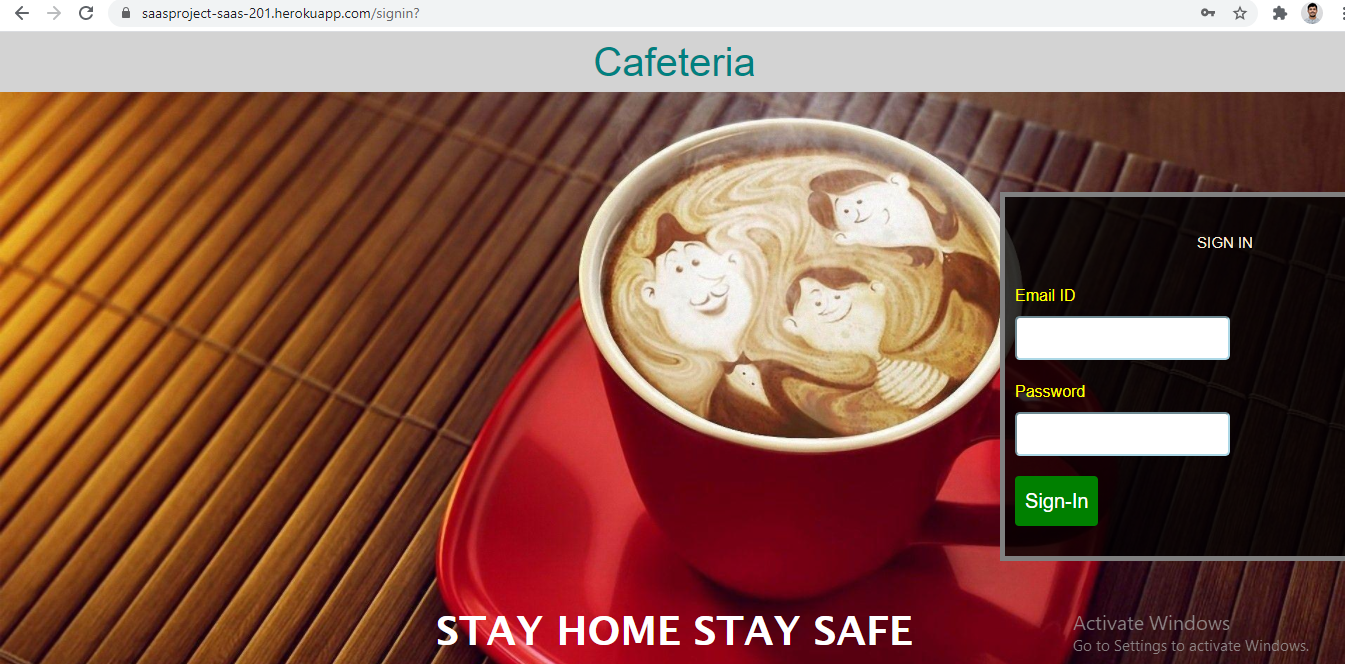 saasproject-saas-201.herokuapp.com/signin?
Cafeteria
SIGN IN
Email ID
Password
Sign-In
STAY HOME STAY SAFE
Activate Windows
Go to Settings to activate Windows.